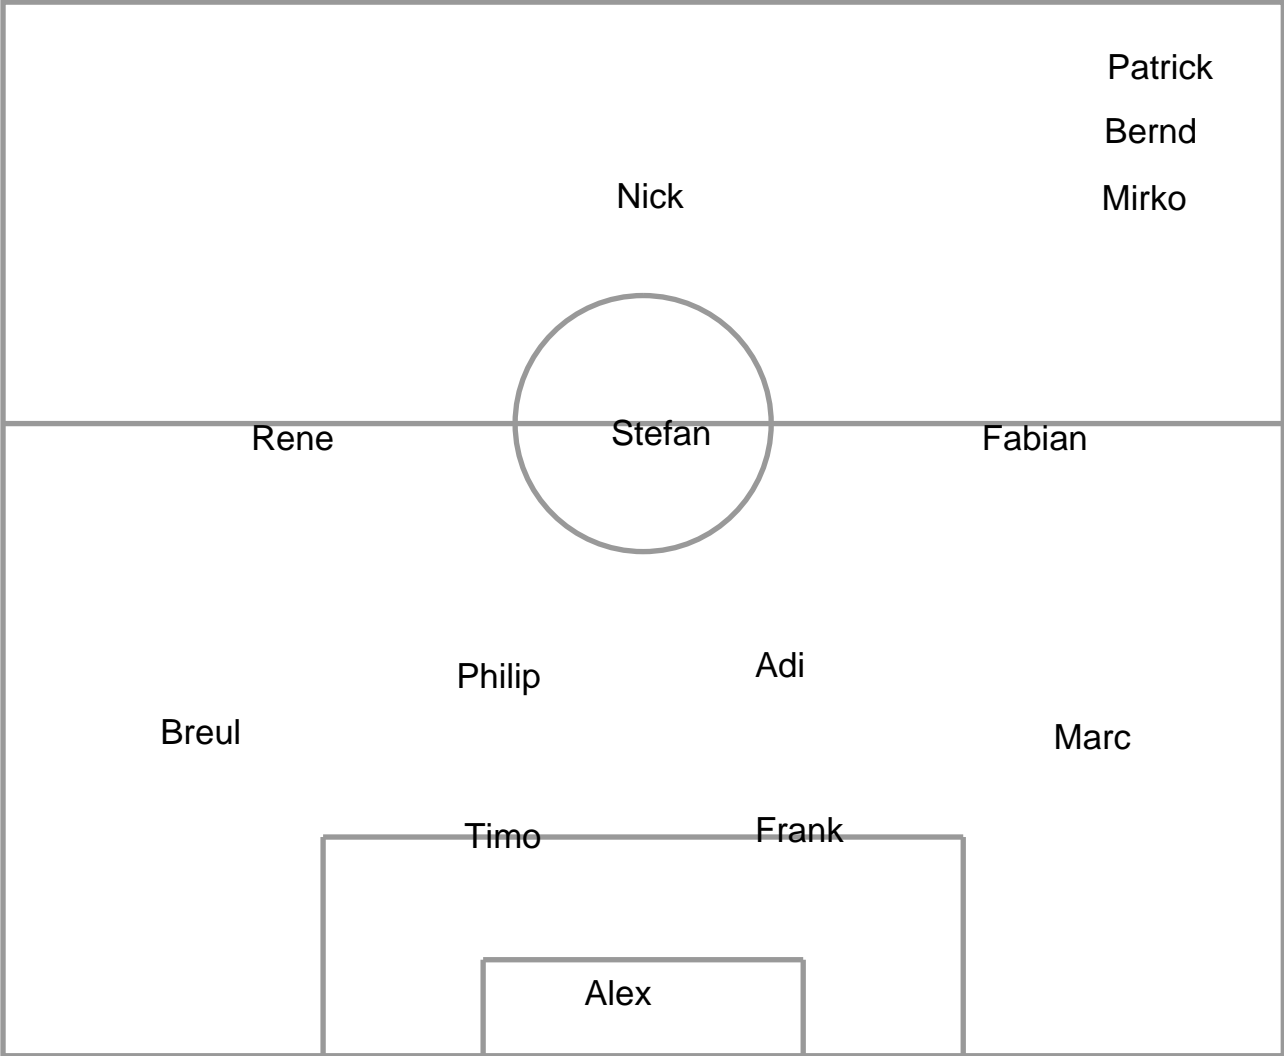 Patrick
Bernd
Nick
Mirko
Rene
Stefan
Fabian
Philip
Adi
Breul
Marc
Timo
Frank
Alex